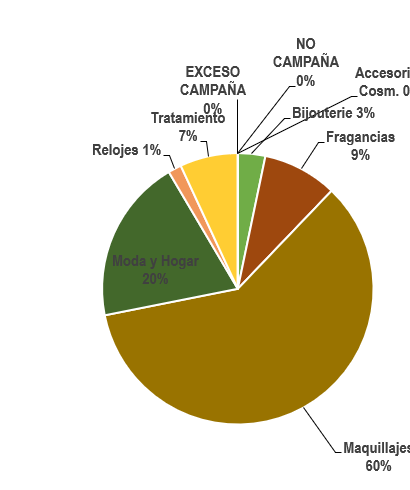 NO
CAMPAÑA
0%
EXCESO
CAMPAÑA
0%
Accesori
Cosm. 0
Bijouterie 3%
Tratamiento
7%
Fragancias
9%
Relojes 1%
Moda y Hogar
20%
Maquillajes
60%